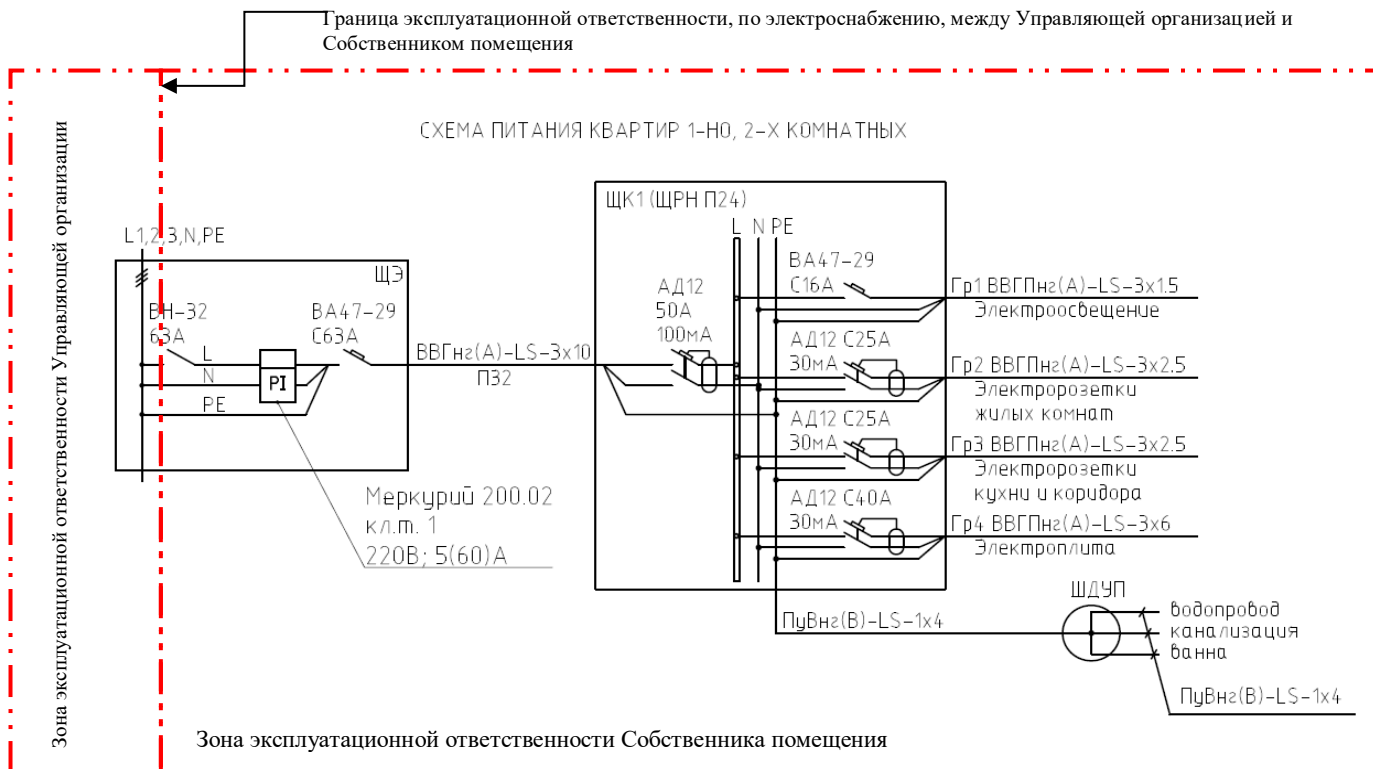 Граница эксплуатационной ответственности, по электроснабжению, между Управляющей организацией и
Собственником помещения
Зона эксплуатационной ответственности Управляющей организации
СХЕМА ПИТАНИЯ КВАРТИР 1-НО, 2-Х КОМНАТНЫХ
L1,2,3,N,PE
ЩЭ
ВН-32
63А
ВА47-29
С63А
L
N
PE
PI
Меркурий 200.02
кл.т. 1
220В; 5(60)А
ВВГнг(А)-LS-3х10
П32
ЩК1 (ЩРН П24)
L N PE
АД12
50А
100мА
ВА47-29
С16А
Гр1 ВВГПнг(А)-LS-3х1.5
Электроосвещение
АД12 С25А
30мА
Гр2 ВВГПнг(А)-LS-3х2.5
Электророзетки
жилых комнат
АД12 С25А
30мА
Гр3 ВВГПнг(А)-LS-3х2.5
Электророзетки
кухни и коридора
АД12 С40А
30мА
Гр4 ВВГПнг(А)-LS-3х6
Электроплита
ПуВнг(В)-LS-1х4
ШДУП
водопровод
канализация
ванна
ПуВнг(В)-LS-1х4
Зона эксплуатационной ответственности Собственника помещения